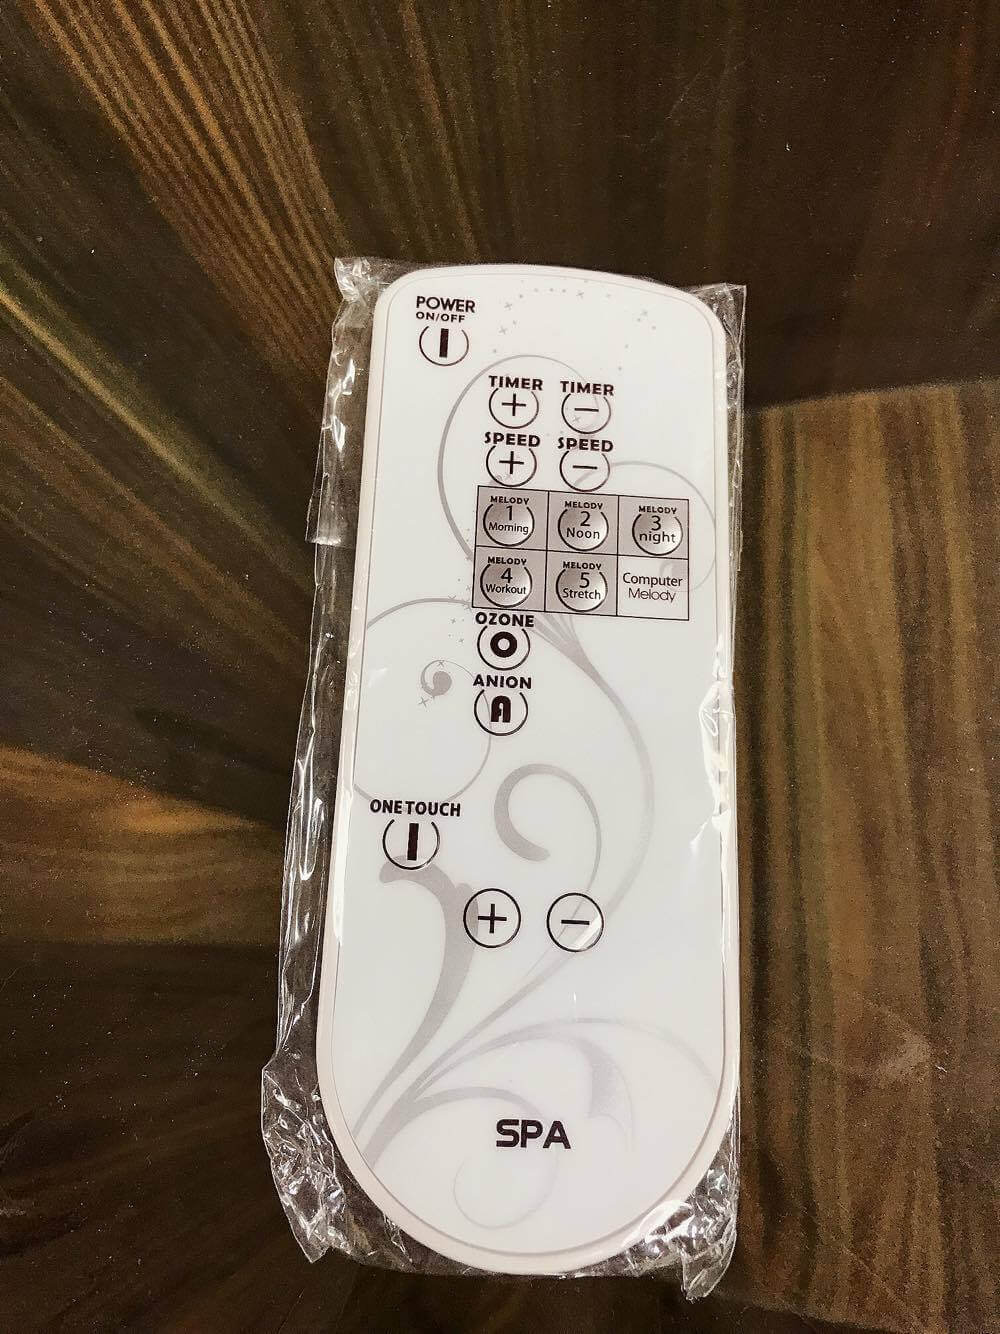 POWER
ON/OFF
I
TIMER TIMER
+ −
SPEED SPEED
+ −
MELODY MELODY MELODY
1 2 3
Morning Noon night
MELODY MELODY
4 5 Computer
Workout Stretch Melody
OZONE
O
ANION
A
ONE TOUCH
I
+ −
SPA